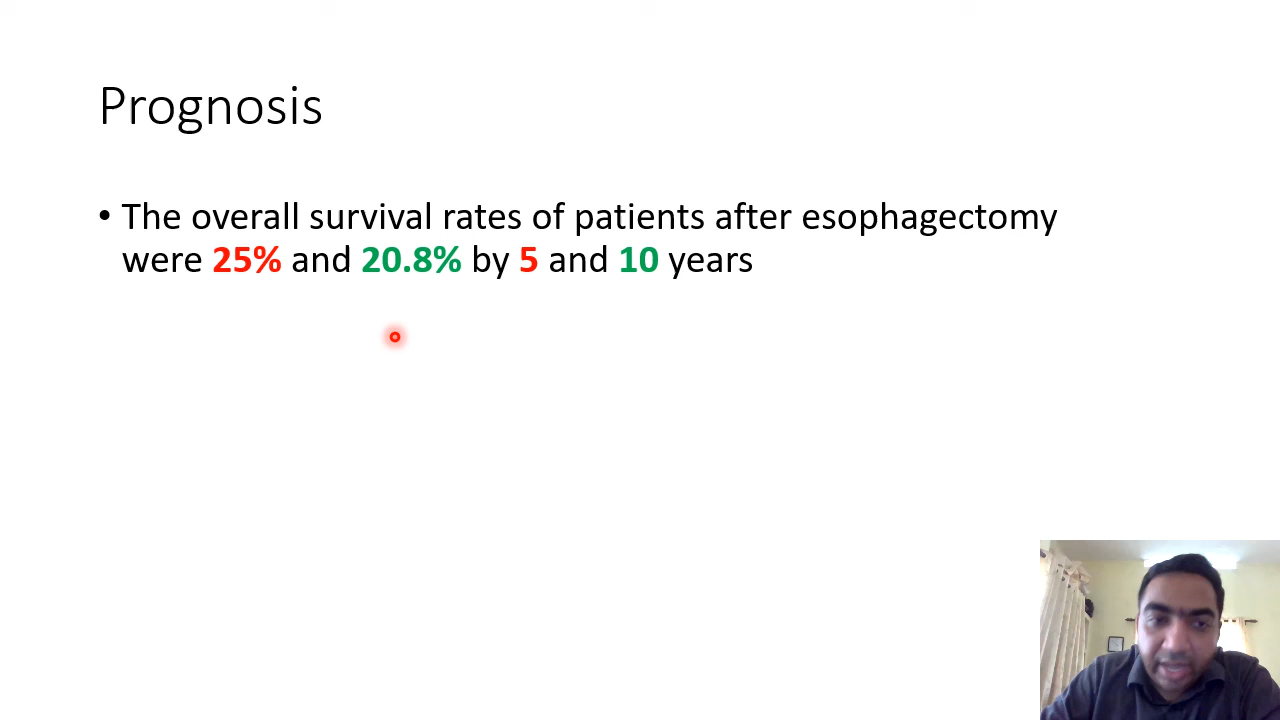 Prognosis
• The overall survival rates of patients after esophagectomy
were 25% and 20.8% by 5 and 10 years